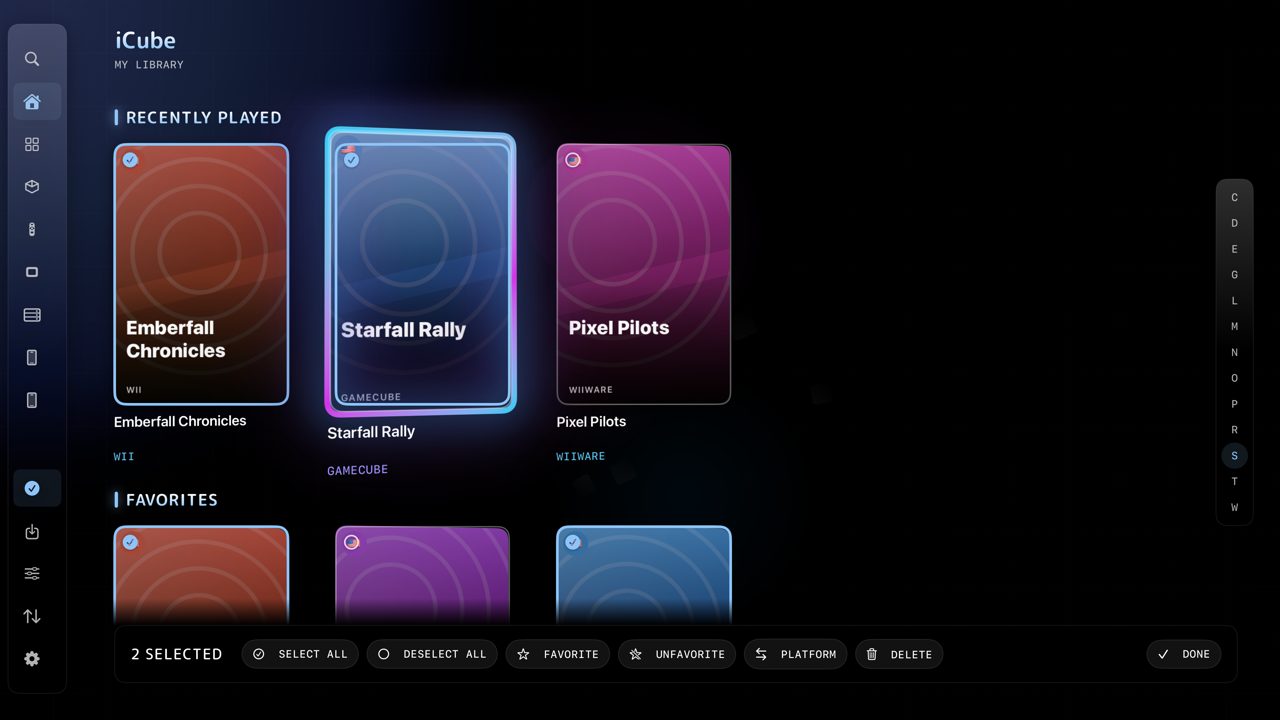 iCube
MY LIBRARY
RECENTLY PLAYED
Emberfall
Chronicles
WII
Starfall Rally
GAMECUBE
Pixel Pilots
WIIWARE
Emberfall Chronicles
WII
Starfall Rally
GAMECUBE
Pixel Pilots
WIIWARE
FAVORITES
2 SELECTED
SELECT ALL
DESELECT ALL
FAVORITE
UNFAVORITE
PLATFORM
DELETE
DONE
C
D
E
G
L
M
N
O
P
R
S
T
W